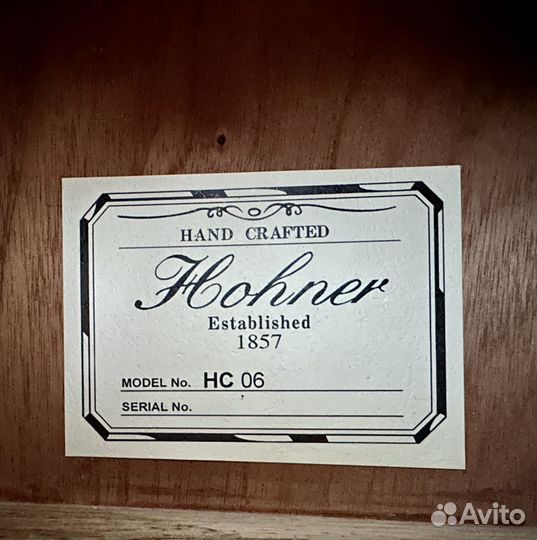 HAND CRAFTED
Hohner
Established
1857
MODEL No. HC 06
SERIAL No.
Avito